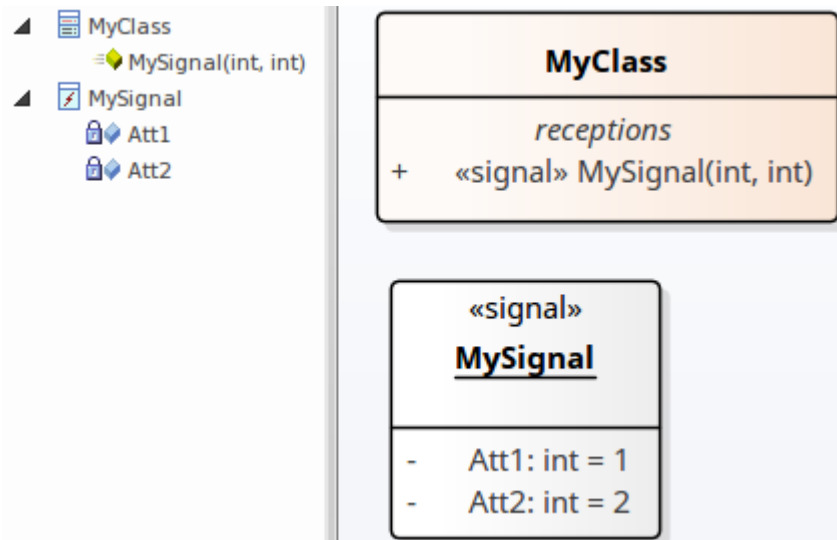 MyClass
MySignal(int, int)
MySignal
Att1
Att2
MyClass
receptions
+ «signal» MySignal(int, int)
«signal»
MySignal
- Att1: int = 1
- Att2: int = 2